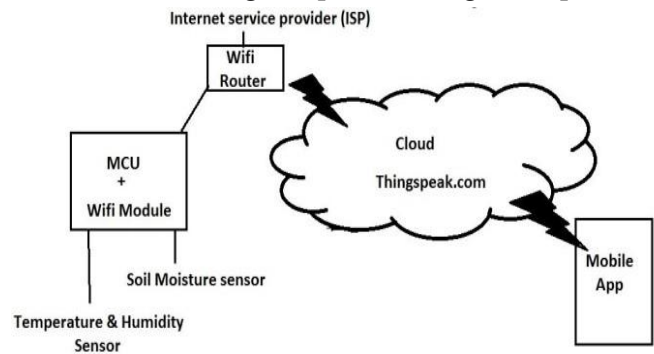 Internet service provider (ISP)
Wifi
Router
MCU
+
Wifi Module
Cloud
Thingspeak.com
Soil Moisture sensor
Temperature & Humidity
Sensor
Mobile
App